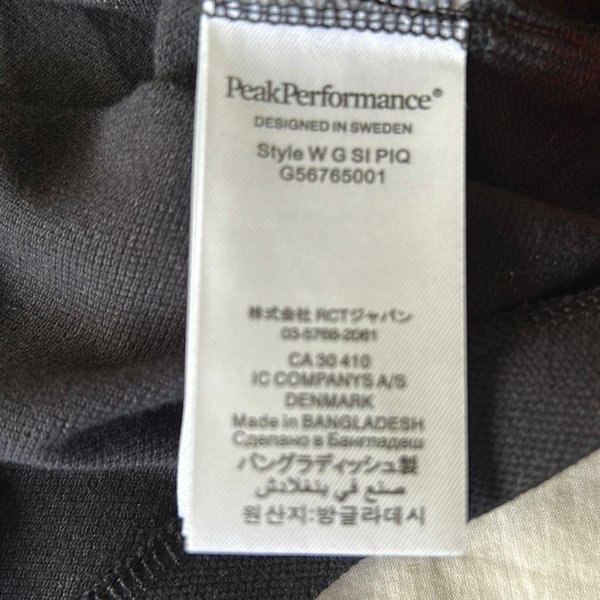 PeakPerformance®
DESIGNED IN SWEDEN
Style W G SI PIQ
G56765001
株式会社 RCTジャパン
03-5768-2061
CA 30 410
IC COMPANYS A/S
DENMARK
Made in BANGLADESH
Сделано в Бангладеш
バングラディッシュ製
صنع في بنغلادش
원산지:방글라데시